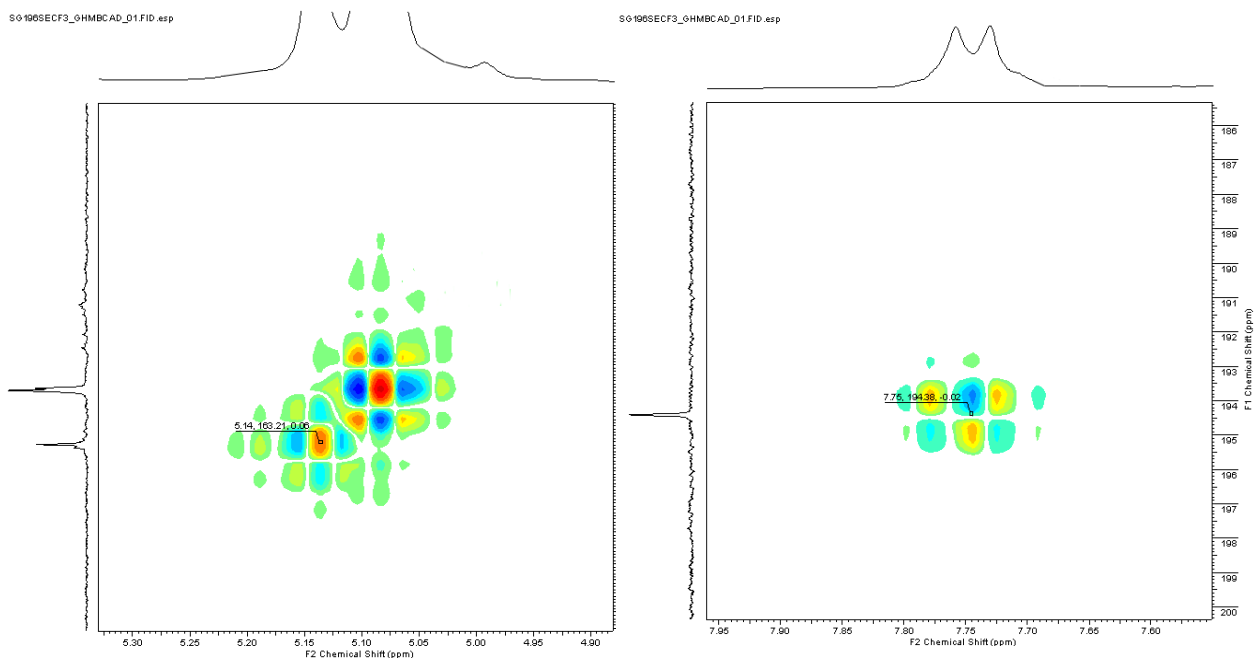 SG196SECF3_GHMBCAD_01.FID.esp
5.14, 163.21, 0.06
5.30 5.25 5.20 5.15 5.10 5.05 5.00 4.95 4.90
F2 Chemical Shift (ppm)
SG196SECF3_GHMBCAD_01.FID.esp
7.75, 194.38, -0.02
186
187
188
189
190
191
192
193
194
195
196
197
198
199
200
F1 Chemical Shift (ppm)
7.95 7.90 7.85 7.80 7.75 7.70 7.65 7.60
F2 Chemical Shift (ppm)